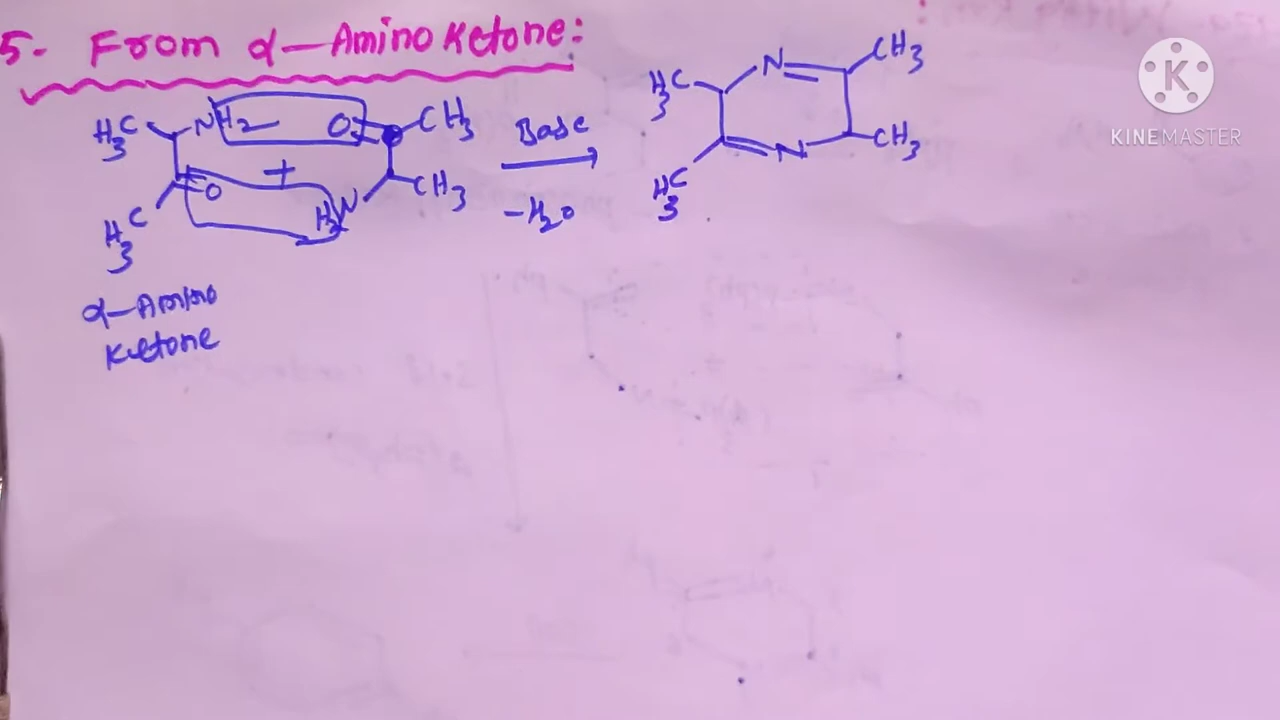 5- From α-Amino Ketone:
H3C NH2 O CH3 Base H3C N CH3
+
O H2N CH3 -H2O N CH3
H3C H3C
α-Amino
Ketone
KINEMASTER